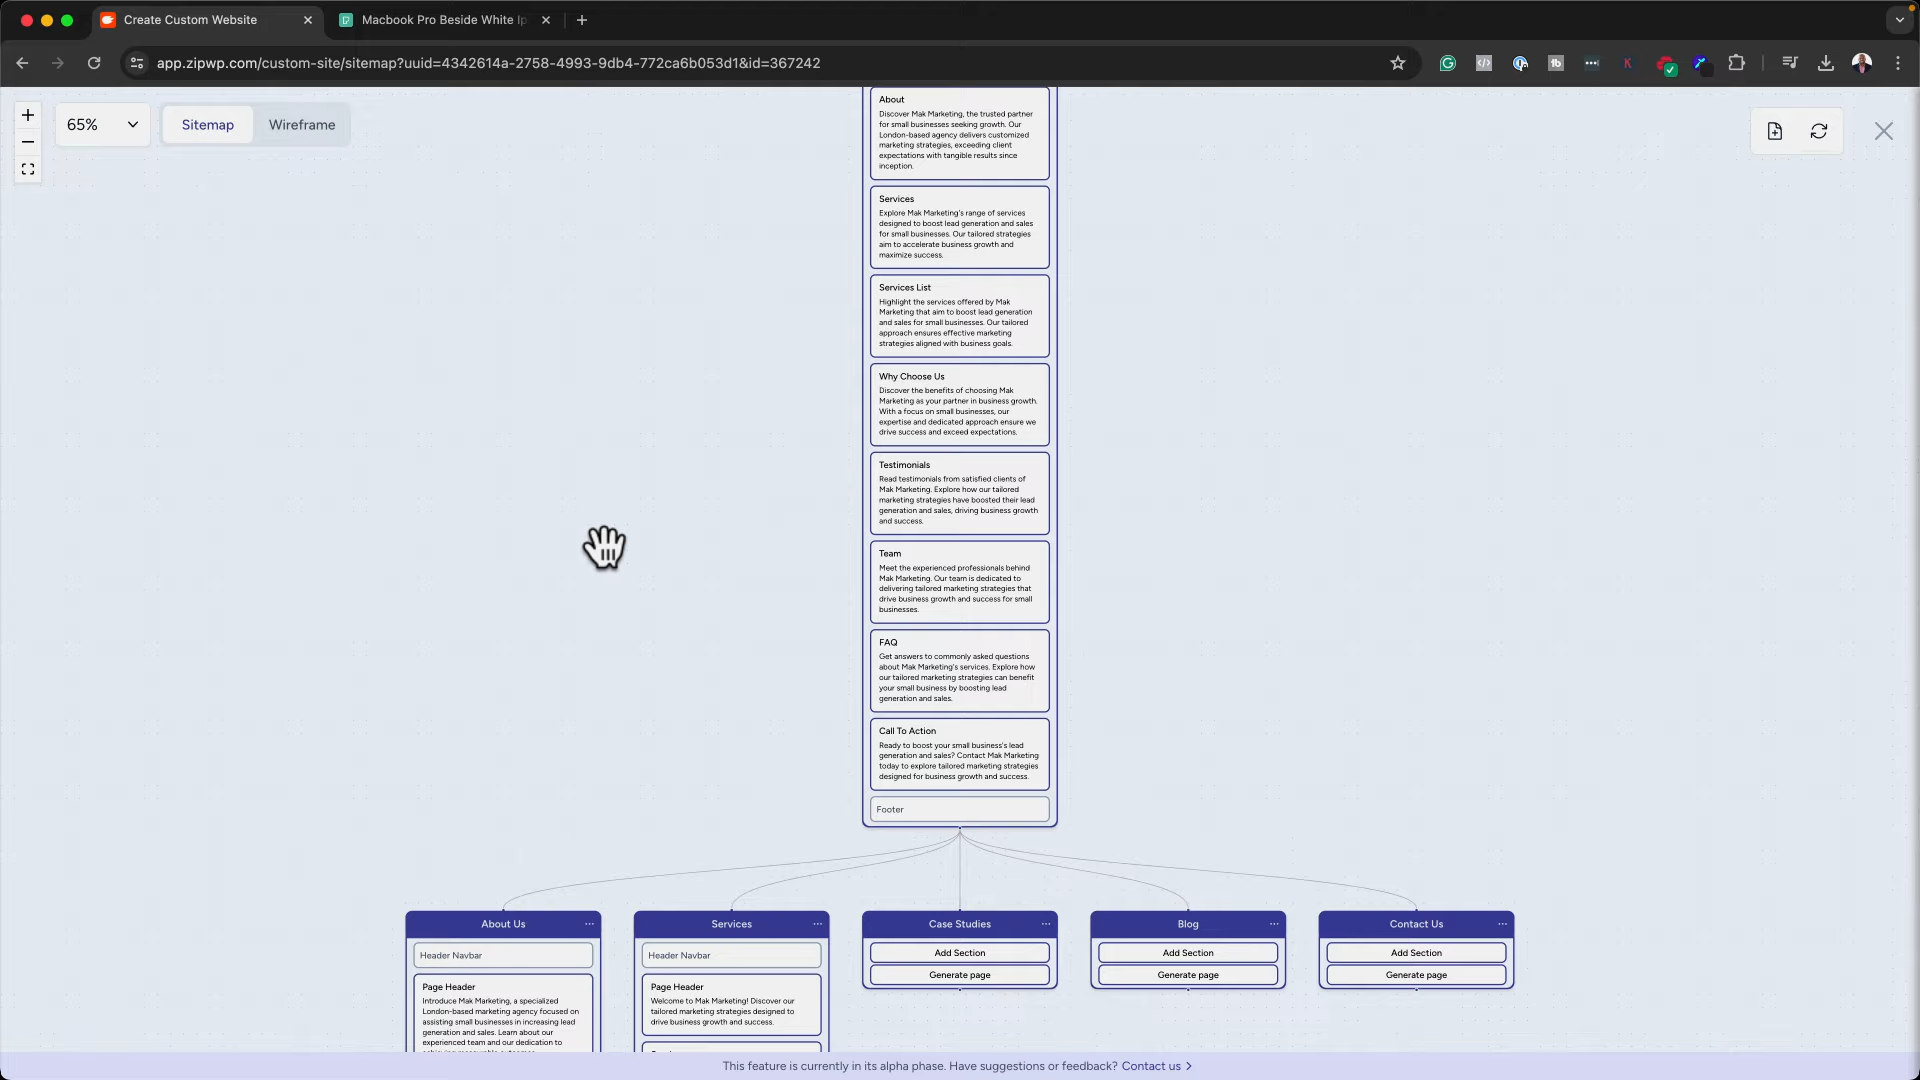 Create Custom Website
Macbook Pro Beside White Ip
app.zipwp.com/custom-site/sitemap?uuid=4342614a-2758-4993-9db4-772ca6b053d1&id=367242
65%
Sitemap
Wireframe
About
Discover Mak Marketing, the trusted partner
for small businesses seeking growth. Our
London-based agency delivers customized
marketing strategies, exceeding client
expectations with tangible results since
inception.
Services
Explore Mak Marketing's range of services
designed to boost lead generation and sales
for small businesses. Our tailored strategies
aim to accelerate business growth and
maximize success.
Services List
Highlight the services offered by Mak
Marketing that aim to boost lead generation
and sales for small businesses. Our tailored
approach ensures effective marketing
strategies aligned with business goals.
Why Choose Us
Discover the benefits of choosing Mak
Marketing as your partner in business growth.
With a focus on small businesses, our
expertise and dedicated approach ensure we
drive success and exceed expectations.
Testimonials
Read testimonials from satisfied clients of
Mak Marketing. Explore how our tailored
marketing strategies have boosted their lead
generation and sales, driving business growth
and success.
Team
Meet the experienced professionals behind
Mak Marketing. Our team is dedicated to
delivering tailored marketing strategies that
drive business growth and success for small
businesses.
FAQ
Get answers to commonly asked questions
about Mak Marketing's services. Explore how
our tailored marketing strategies can benefit
your small business by boosting lead
generation and sales.
Call To Action
Ready to boost your small business's lead
generation and sales? Contact Mak Marketing
today to explore tailored marketing strategies
designed for business growth and success.
Footer
About Us
Header Navbar
Page Header
Introduce Mak Marketing, a specialized
London-based marketing agency focused on
assisting small businesses in increasing lead
generation and sales. Learn about our
experienced team and our dedication to
Services
Header Navbar
Page Header
Welcome to Mak Marketing! Discover our
tailored marketing strategies designed to
drive business growth and success.
Case Studies
Add Section
Generate page
Blog
Add Section
Generate page
Contact Us
Add Section
Generate page
This feature is currently in its alpha phase. Have suggestions or feedback? Contact us >